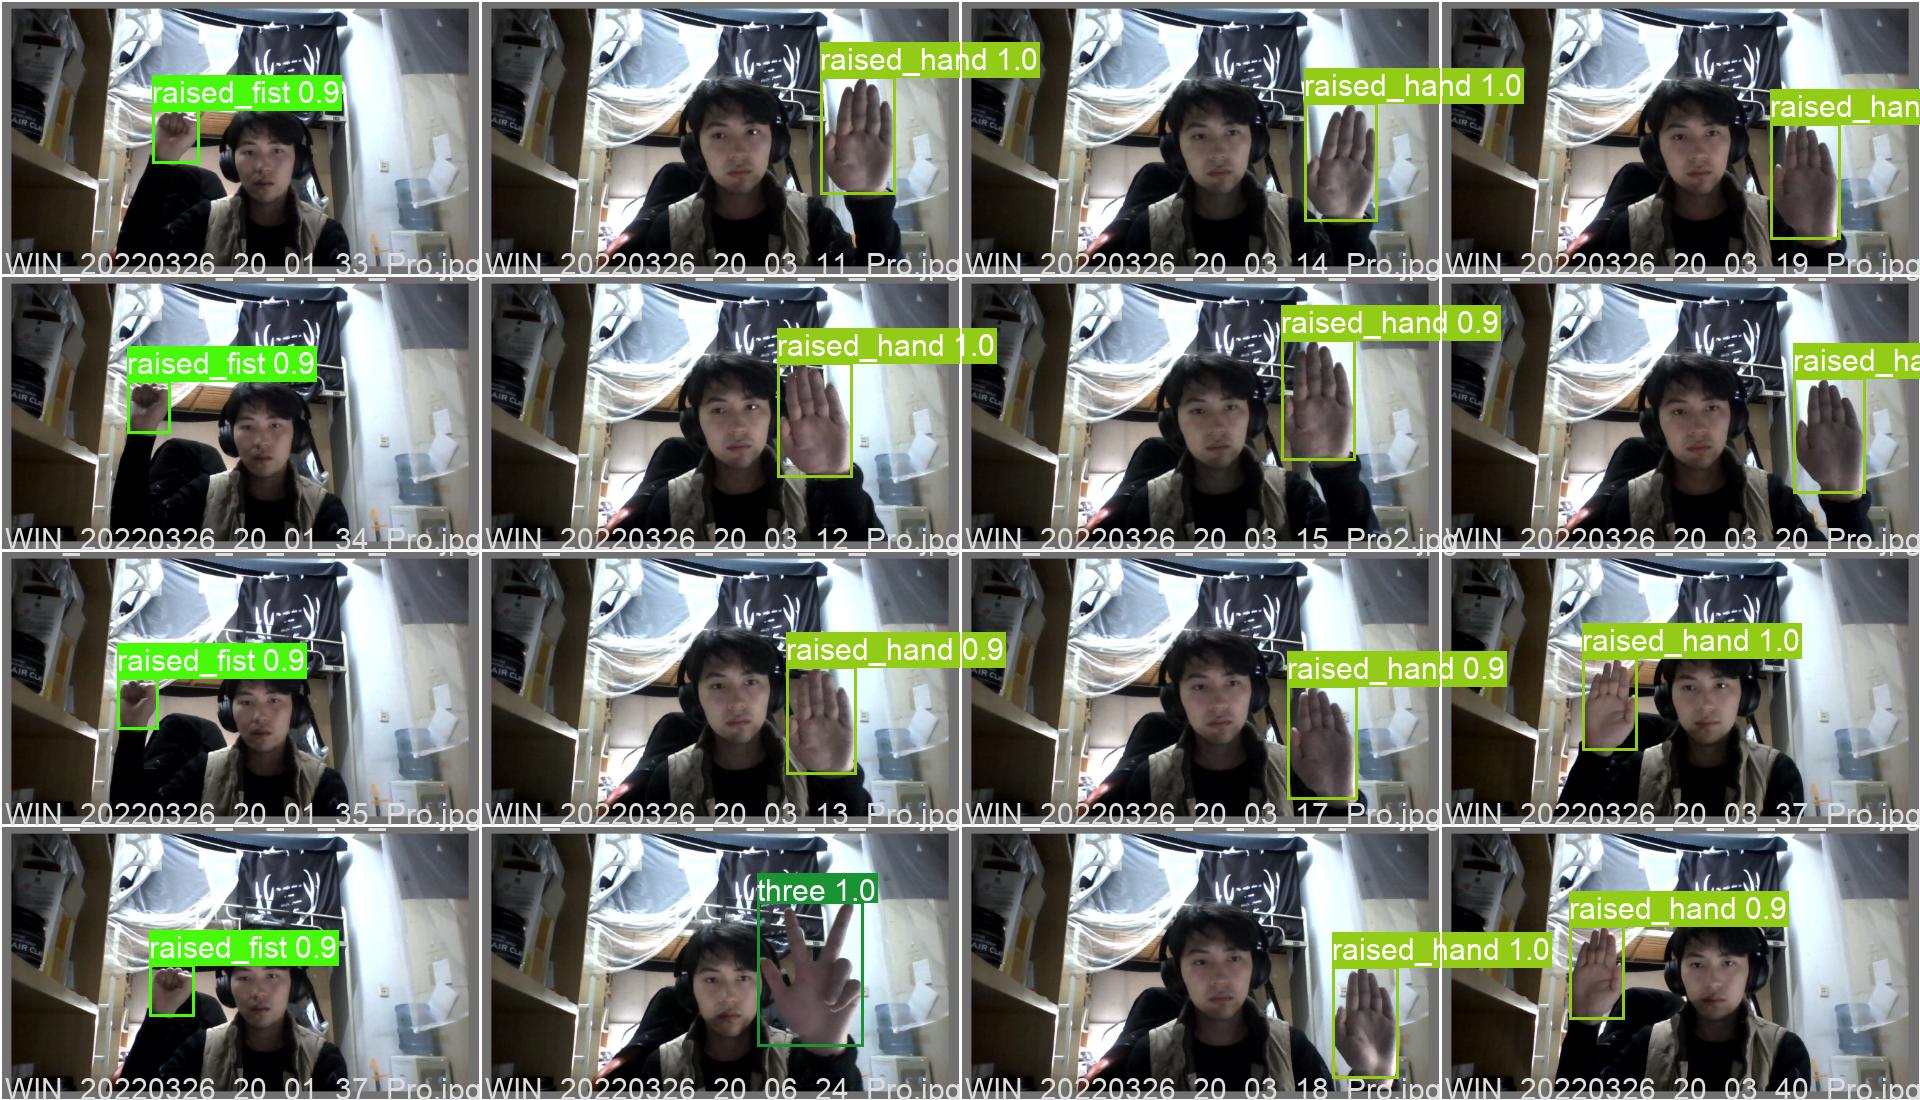 raised_fist 0.9
raised_hand 1.0
raised_hand 1.0
raised_han
WIN_20220326_20_01_33_Pro.jpg
WIN_20220326_20_03_11_Pro.jpg
WIN_20220326_20_03_14_Pro.jpg
WIN_20220326_20_03_19_Pro.jpg
raised_fist 0.9
raised_hand 1.0
raised_hand 0.9
raised_ha
WIN_20220326_20_01_34_Pro.jpg
WIN_20220326_20_03_12_Pro.jpg
WIN_20220326_20_03_15_Pro2.jpg
WIN_20220326_20_03_20_Pro.jpg
raised_fist 0.9
raised_hand 0.9
raised_hand 0.9
raised_hand 1.0
WIN_20220326_20_01_35_Pro.jpg
WIN_20220326_20_03_13_Pro.jpg
WIN_20220326_20_03_17_Pro.jpg
WIN_20220326_20_03_37_Pro.jpg
raised_fist 0.9
three 1.0
raised_hand 1.0
raised_hand 0.9
WIN_20220326_20_01_37_Pro.jpg
WIN_20220326_20_06_24_Pro.jpg
WIN_20220326_20_03_18_Pro.jpg
WIN_20220326_20_03_40_Pro.jpg